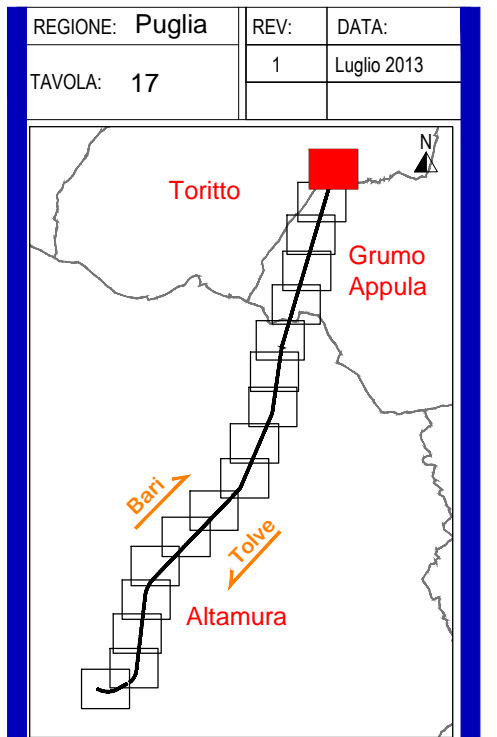 REGIONE: Puglia
REV: DATA:
1 Luglio 2013
TAVOLA: 17
N
Toritto
Grumo
Appula
Bari
Tolve
Altamura